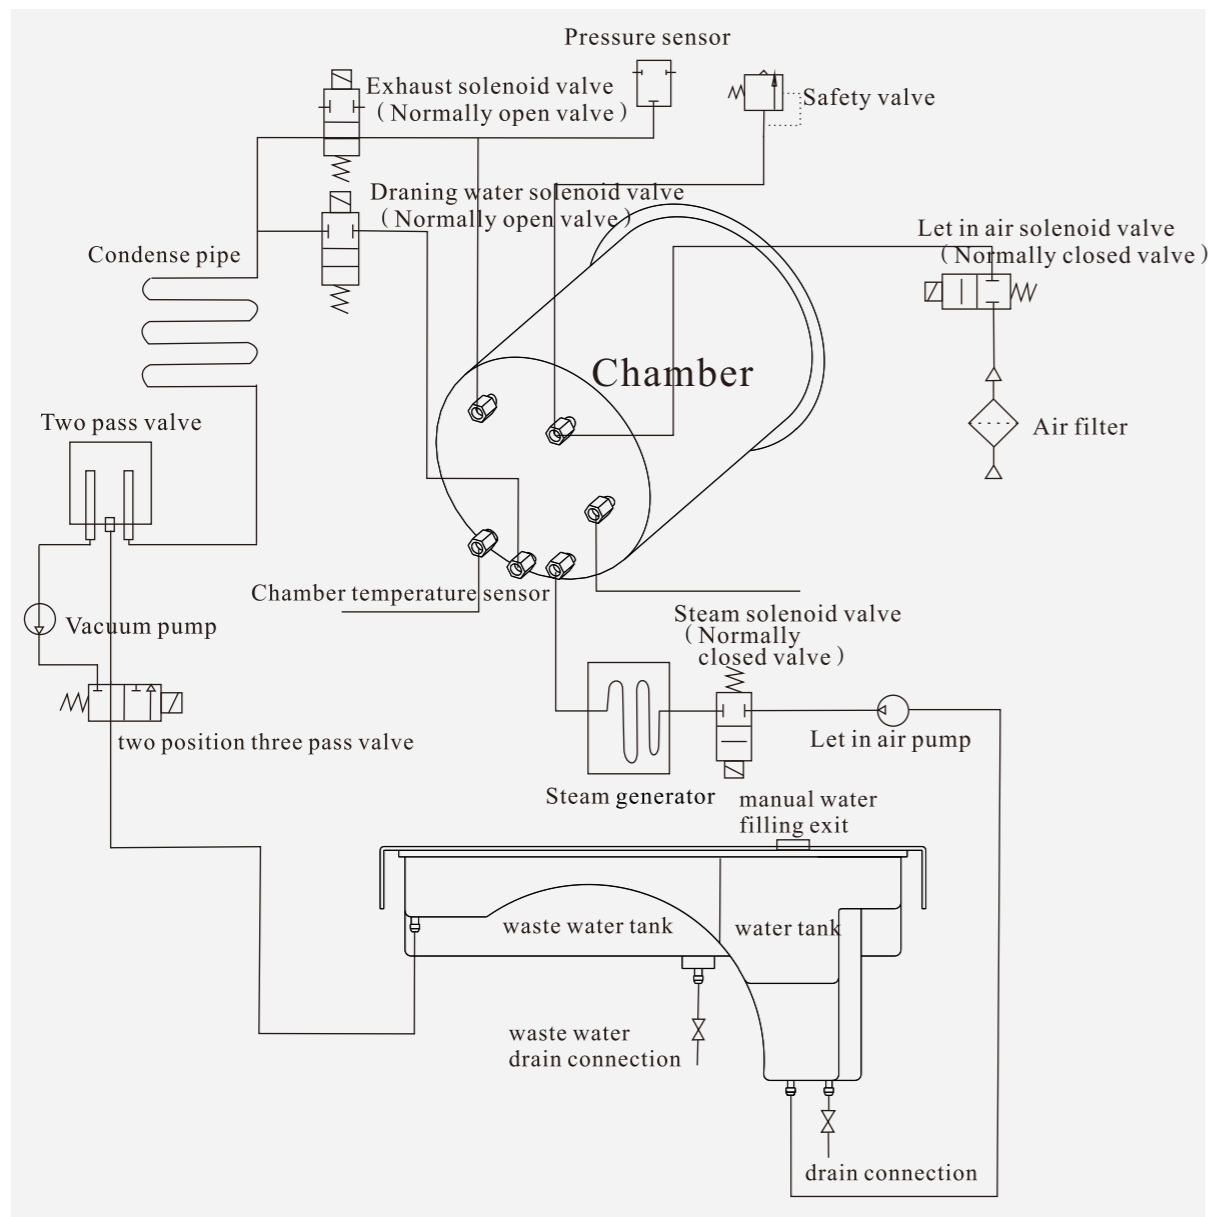 Pressure sensor
Exhaust solenoid valve
(Normally open valve)
Safety valve
Draning water solenoid valve
(Normally open valve)
Let in air solenoid valve
(Normally closed valve)
Condense pipe
Chamber
Two pass valve
Air filter
Chamber temperature sensor
Steam solenoid valve
(Normally
closed valve)
Vacuum pump
two position three pass valve
Let in air pump
Steam generator
manual water
filling exit
waste water tank
water tank
waste water
drain connection
drain connection